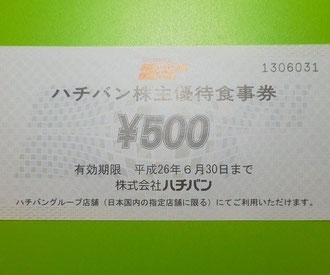 1306031
ハチバン株主優待食事券
¥500
有効期限 平成26年6月30日まで
株式会社ハチバン
ハチバングループ店舗（日本国内の指定店舗に限る）にてご利用いただけます。